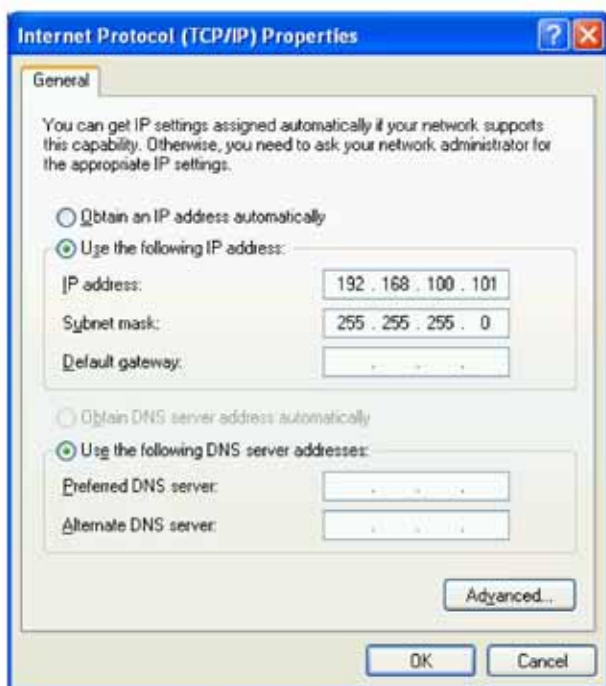 Internet Protocol (TCP/IP) Properties
General
You can get IP settings assigned automatically if your network supports
this capability. Otherwise, you need to ask your network administrator for
the appropriate IP settings.
Obtain an IP address automatically
Use the following IP address:
IP address: 192 . 168 . 100 . 101
Subnet mask: 255 . 255 . 255 . 0
Default gateway: . . .
Obtain DNS server address automatically
Use the following DNS server addresses:
Preferred DNS server: . . .
Alternate DNS server: . . .
Advanced...
OK Cancel